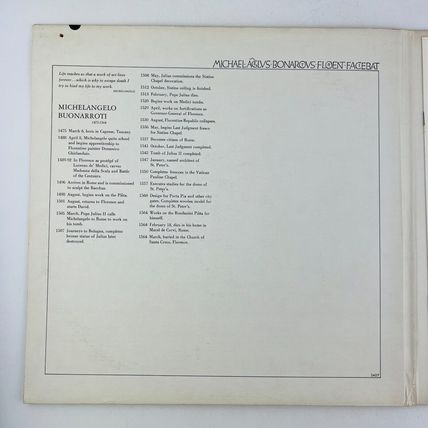 MICHAEL·AGLVS·BONAROVS·FLOENT·FACEBAT
Life teaches us that a work of art lives
forever...which is why to escape death I
try to bind my life to my work.
MICHELANGELO
MICHELANGELO
BUONARROTI
1475-1564
1475 March 6, born in Caprese, Tuscany
1488 April 1, Michelangelo quits school
and begins apprenticeship to
Florentine painter Domenico
Ghirlandaio.
1489-92 In Florence as protégé of
Lorenzo de' Medici, carves
Madonna della Scala and Battle
of the Centaurs.
1496 Arrives in Rome and is commissioned
to sculpt the Bacchus.
1498 August, begins work on the Pietà.
1501 August, returns to Florence and
starts David.
1505 March, Pope Julius II calls
Michelangelo to Rome to work on
his tomb.
1507 Journeys to Bologna, completes
bronze statue of Julius later
destroyed.
1508 May, Julius commissions the Sistine
Chapel decoration.
1512 October, Sistine ceiling is finished.
1513 February, Pope Julius dies.
1520 Begins work on Medici tombs.
1529 April, works on fortifications as
Governor-General of Florence.
1530 August, Florentine Republic collapses.
1536 May, begins Last Judgment fresco
for Sistine Chapel.
1537 Becomes citizen of Rome.
1541 October, Last Judgment completed.
1545 Tomb of Julius II completed.
1547 January, named architect of
St. Peter's.
1550 Completes frescoes in the Vatican
Pauline Chapel.
1557 Executes studies for the dome of
St. Peter's.
1560 Design for Porta Pia and other city
gates. Completes wooden model for
the dome of St. Peter's.
1564 Works on the Rondanini Pièta for
himself.
1564 February 18, dies in his home in
Macel de Corvi, Rome.
1564 March, buried in the Church of
Santa Croce, Florence.